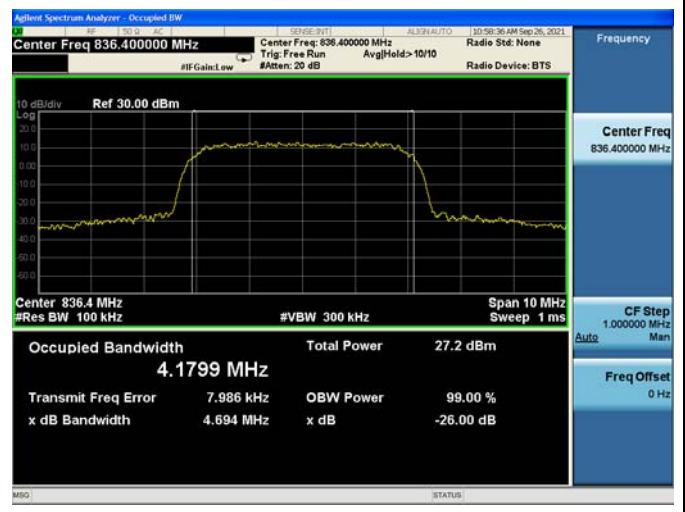 Agilent Spectrum Analyzer - Occupied BW
RF 50 Ω AC SENSE:INT ALIGN AUTO 10:58:36 AM Sep 26, 2021
Center Freq 836.400000 MHz Center Freq: 836.400000 MHz Radio Std: None
Trig: Free Run Avg|Hold:> 10/10
#IFGain:Low #Atten: 20 dB Radio Device: BTS
Frequency
10 dB/div Ref 30.00 dBm
Log
20.0
10.0
0.00
-10.0
-20.0
-30.0
-40.0
-50.0
-60.0
Center 836.4 MHz Span 10 MHz
#Res BW 100 kHz #VBW 300 kHz Sweep 1 ms
Occupied Bandwidth Total Power 27.2 dBm
4.1799 MHz
Transmit Freq Error 7.986 kHz OBW Power 99.00 %
x dB Bandwidth 4.694 MHz x dB -26.00 dB
Center Freq
836.400000 MHz
CF Step
1.000000 MHz
Auto Man
Freq Offset
0 Hz
MSG STATUS